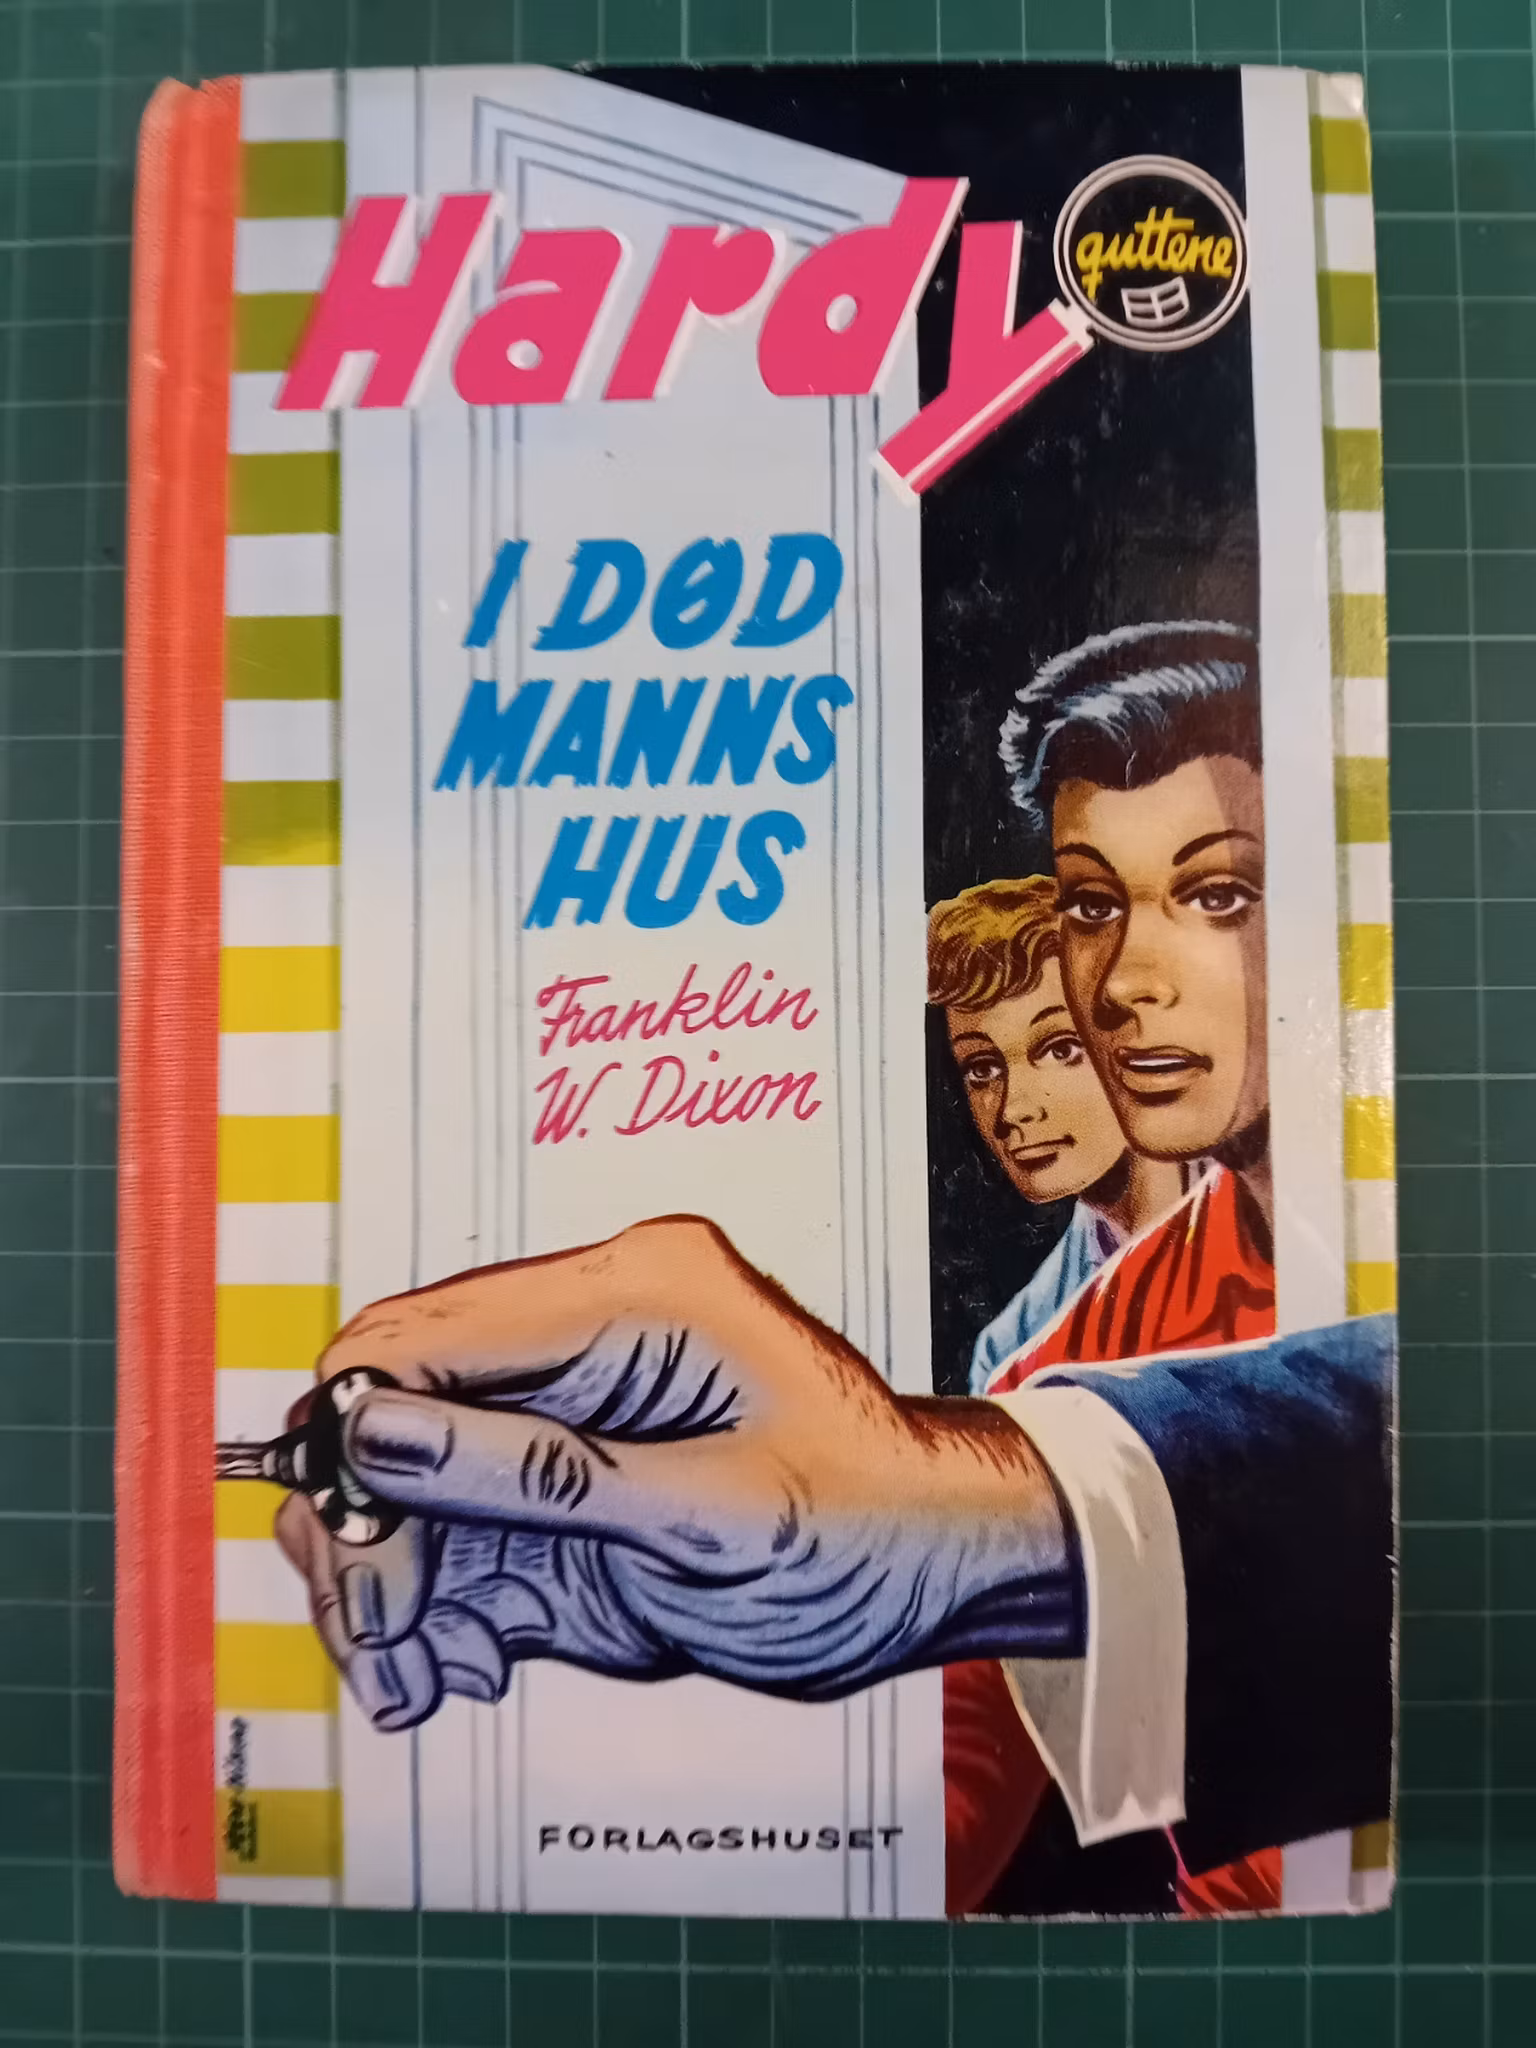 Hardy
guttene
I DØD
MANNS
HUS
Franklin
W. Dixon
FORLAGSHUSET